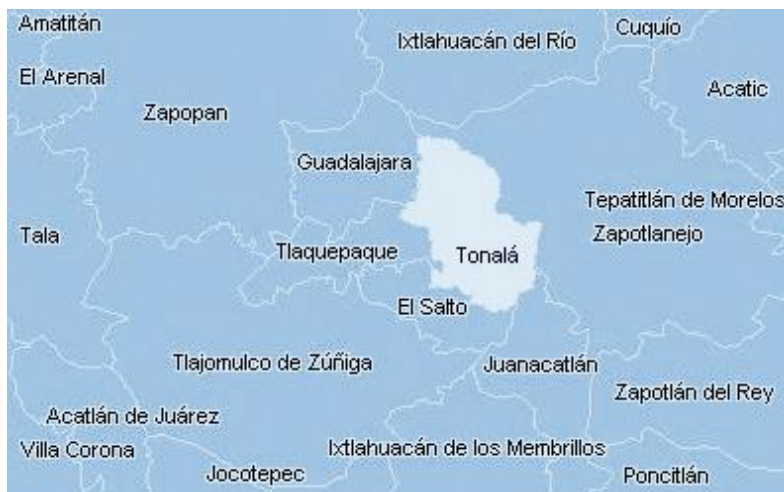 Amatitán
Ixtlahuacán del Río
Cuquío
El Arenal
Acatic
Zapopan
Guadalajara
Tepatitlán de Morelos
Zapotlanejo
Tala
Tlaquepaque
Tonalá
El Salto
Tlajomulco de Zúñiga
Juanacatlán
Zapotlán del Rey
Acatlán de Juárez
Villa Corona
Ixtlahuacán de los Membrillos
Jocotepec
Poncitlán